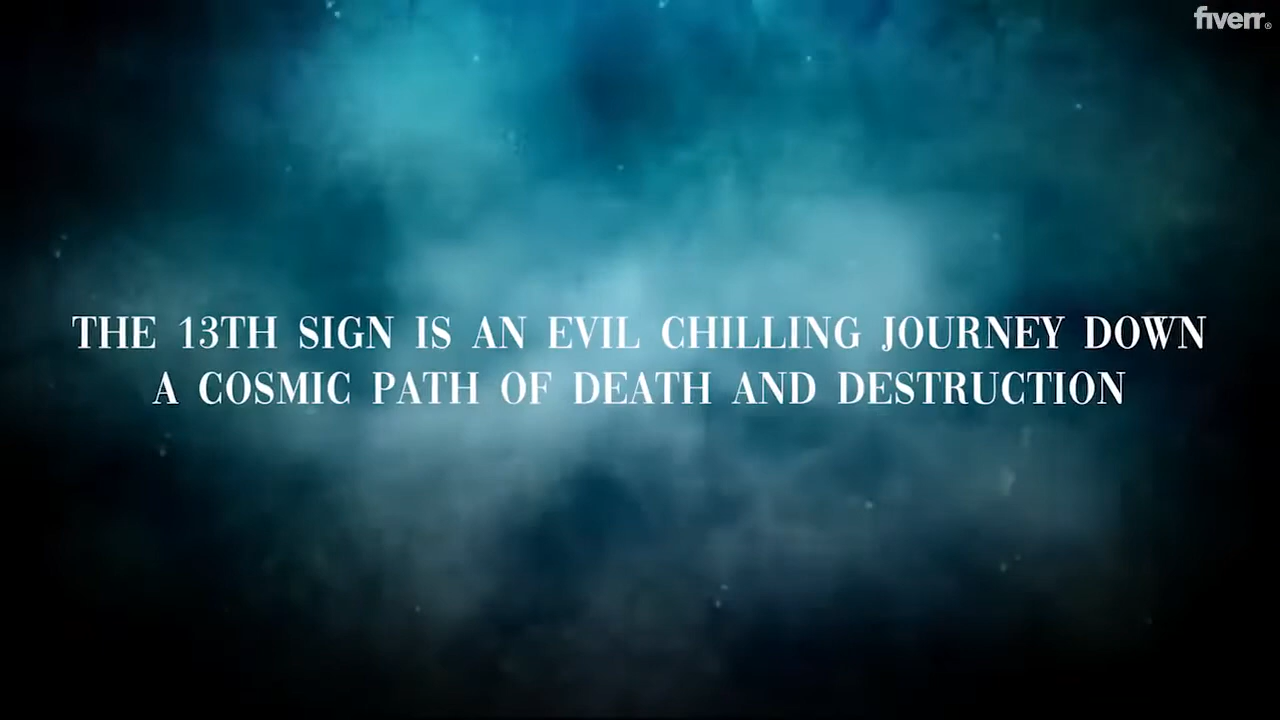 fiverr®
THE 13TH SIGN IS AN EVIL CHILLING JOURNEY DOWN
A COSMIC PATH OF DEATH AND DESTRUCTION